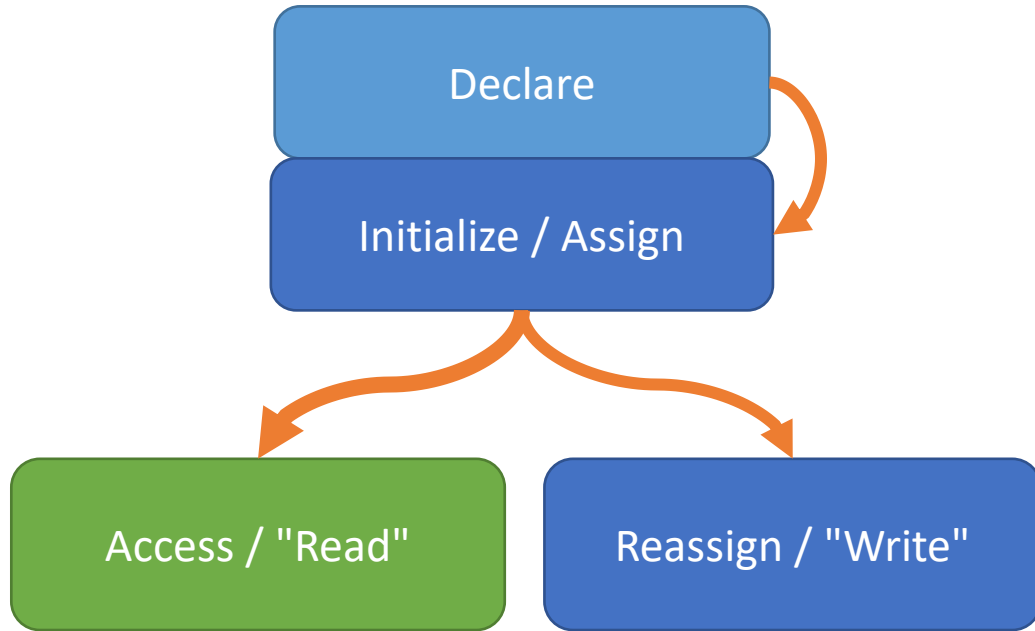 Declare
Initialize / Assign
Access / "Read"
Reassign / "Write"